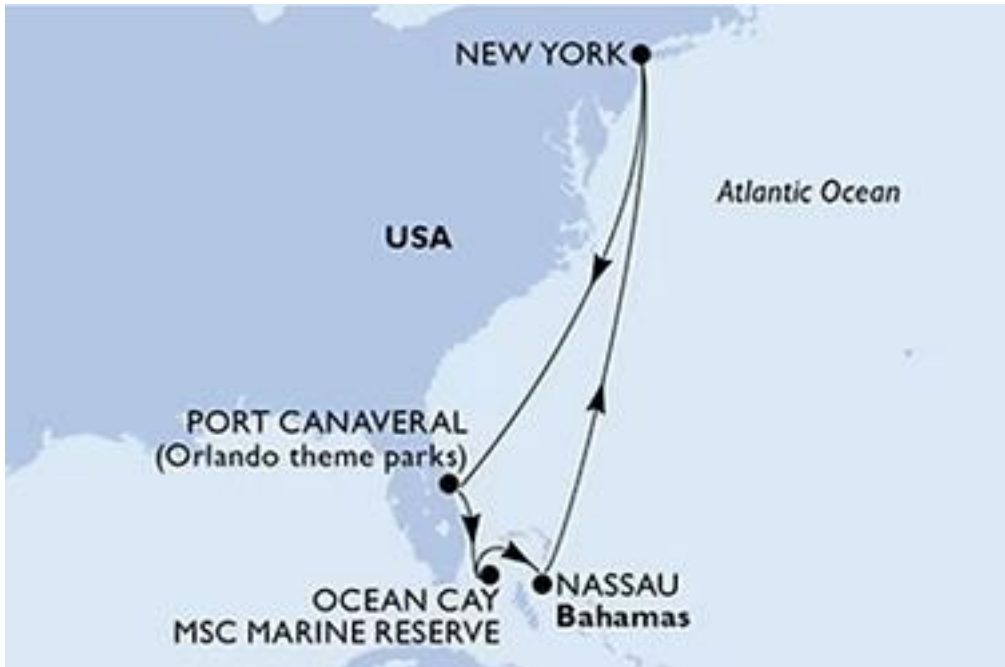 NEW YORK
Atlantic Ocean
USA
PORT CANAVERAL
(Orlando theme parks)
OCEAN CAY
MSC MARINE RESERVE
NASSAU
Bahamas